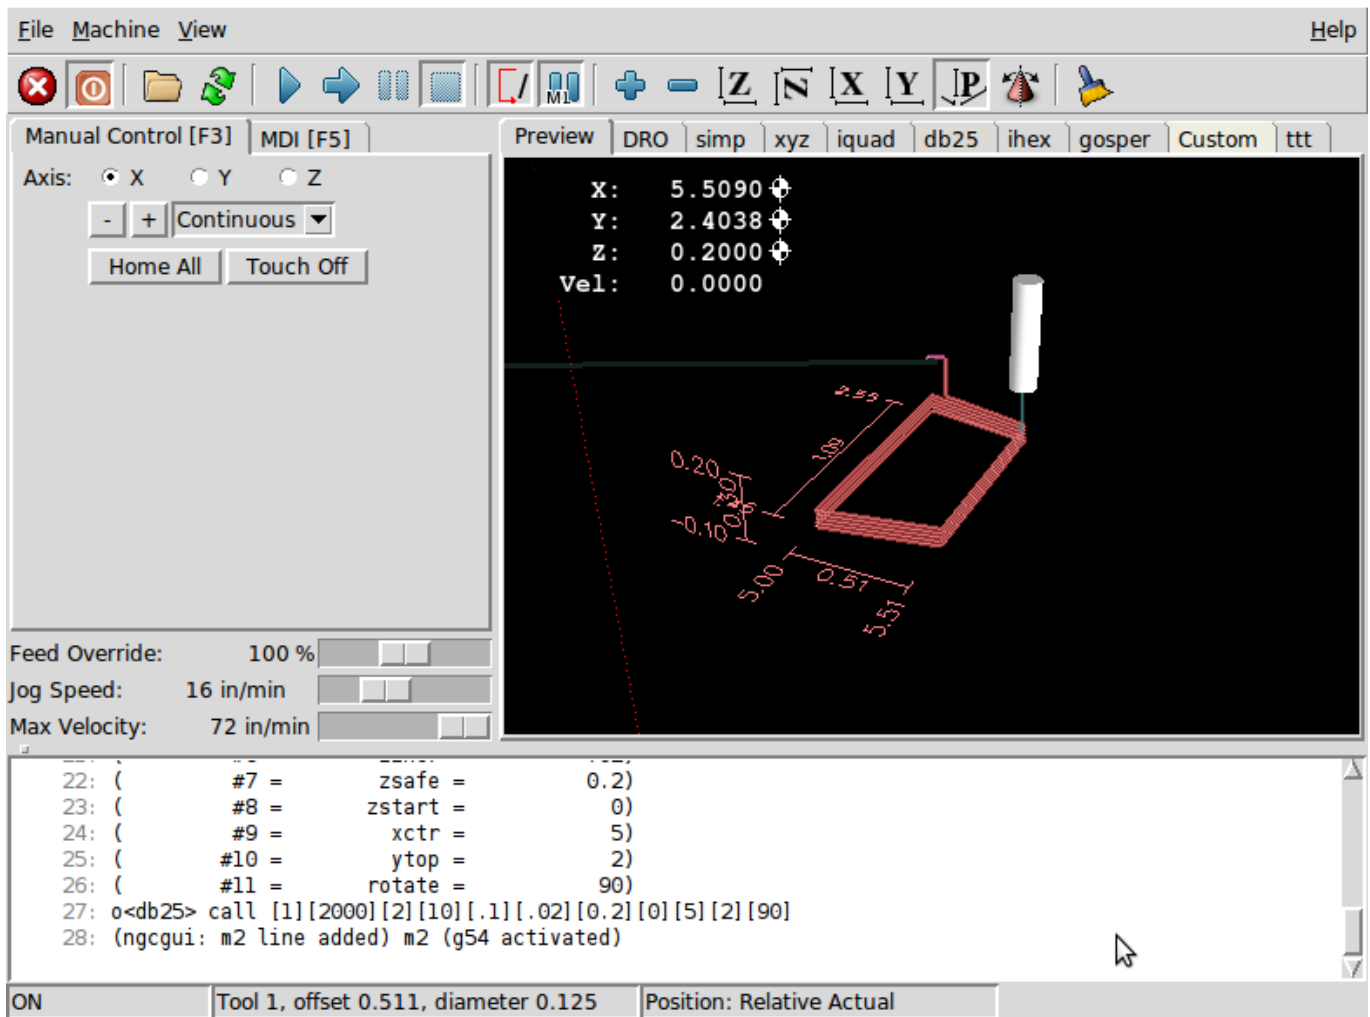 File Machine View Help
M1 Z N X Y P
Manual Control [F3] MDI [F5] Preview DRO simp xyz iquad db25 ihex gosper Custom ttt
Axis: X Y Z
- + Continuous
Home All Touch Off
X: 5.5090
Y: 2.4038
Z: 0.2000
Vel: 0.0000
2.59
0.20
-0.10
5.00 0.51 5.51
Feed Override: 100 %
Jog Speed: 16 in/min
Max Velocity: 72 in/min
22: ( #7 = zsafe = 0.2)
23: ( #8 = zstart = 0)
24: ( #9 = xctr = 5)
25: ( #10 = ytop = 2)
26: ( #11 = rotate = 90)
27: o<db25> call [1][2000][2][10][.1][.02][0.2][0][5][2][90]
28: (ngcgui: m2 line added) m2 (g54 activated)
ON Tool 1, offset 0.511, diameter 0.125 Position: Relative Actual